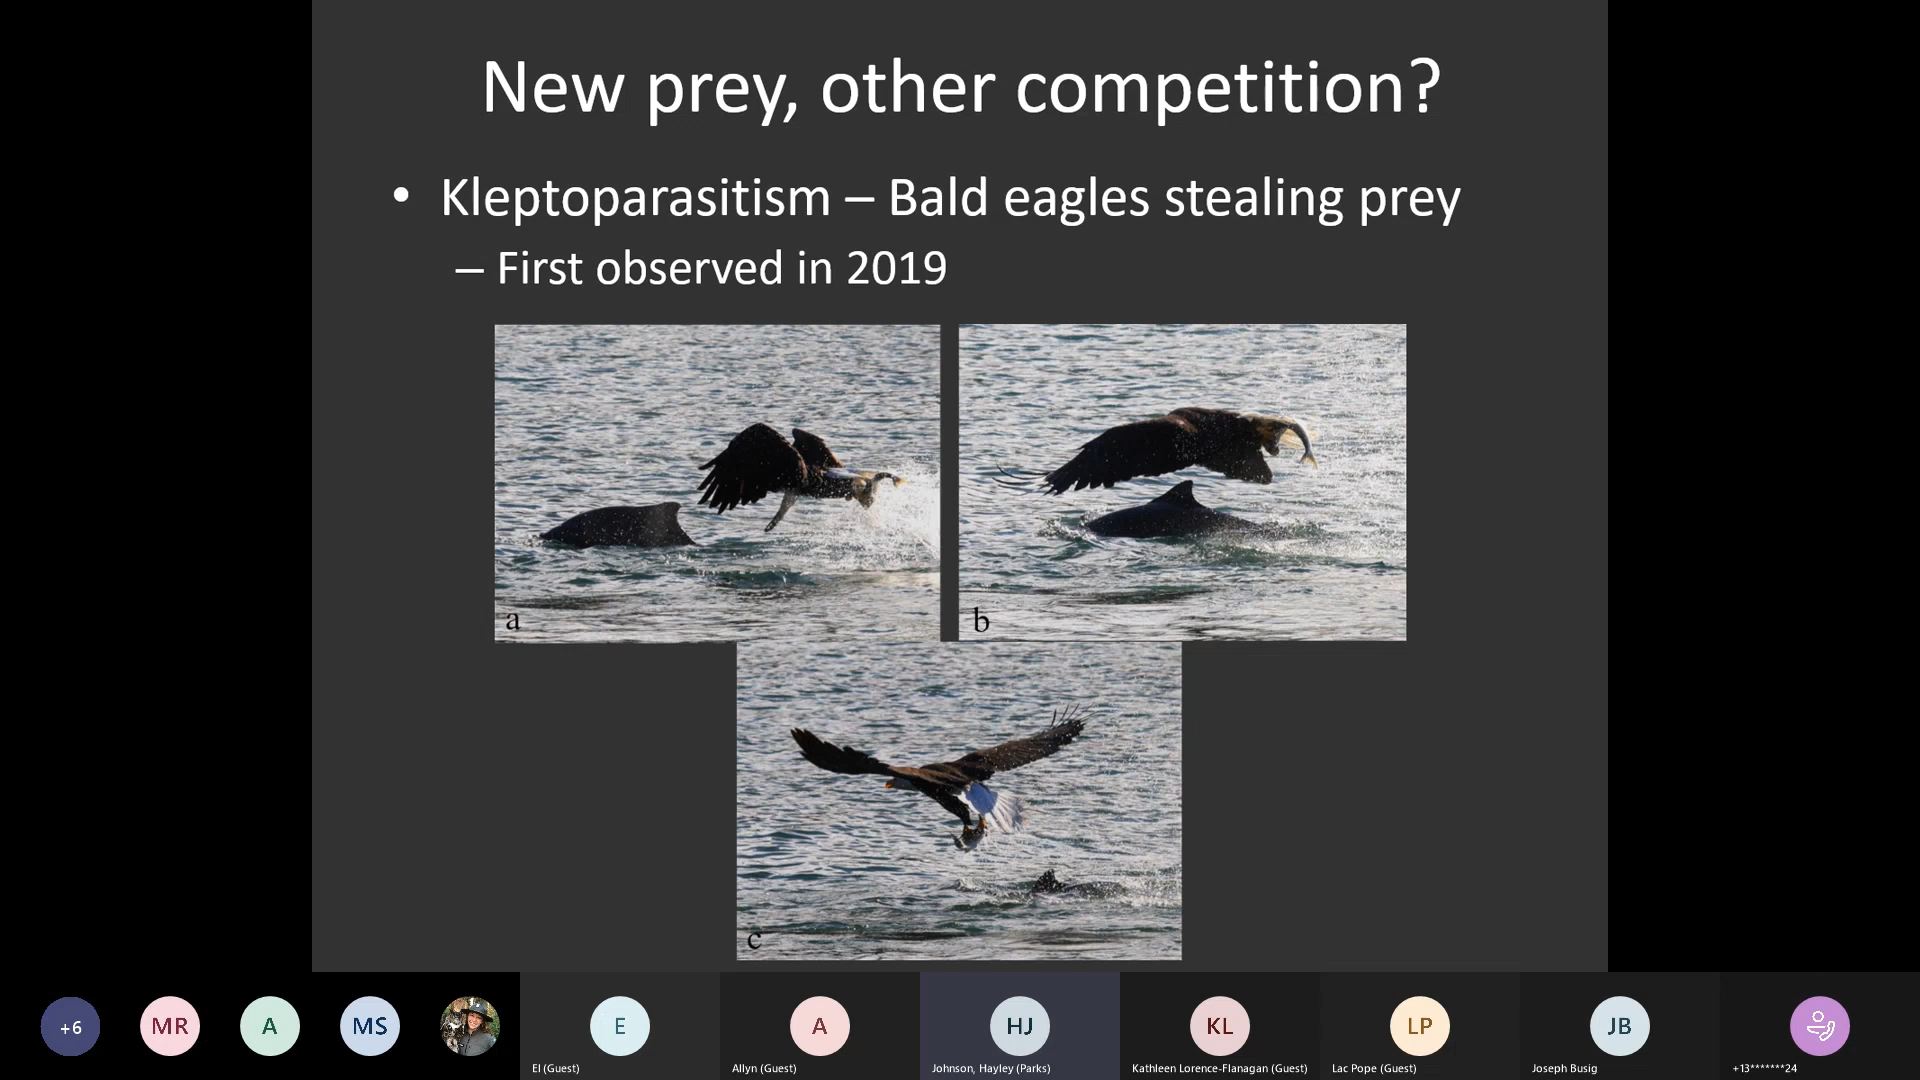 New prey, other competition?
• Kleptoparasitism – Bald eagles stealing prey
– First observed in 2019
a
b
c
+6
MR
A
MS
E
A
HJ
KL
LP
JB
El (Guest)
Allyn (Guest)
Johnson, Hayley (Parks)
Kathleen Lorence-Flanagan (Guest)
Lac Pope (Guest)
Joseph Busig
+13*******24